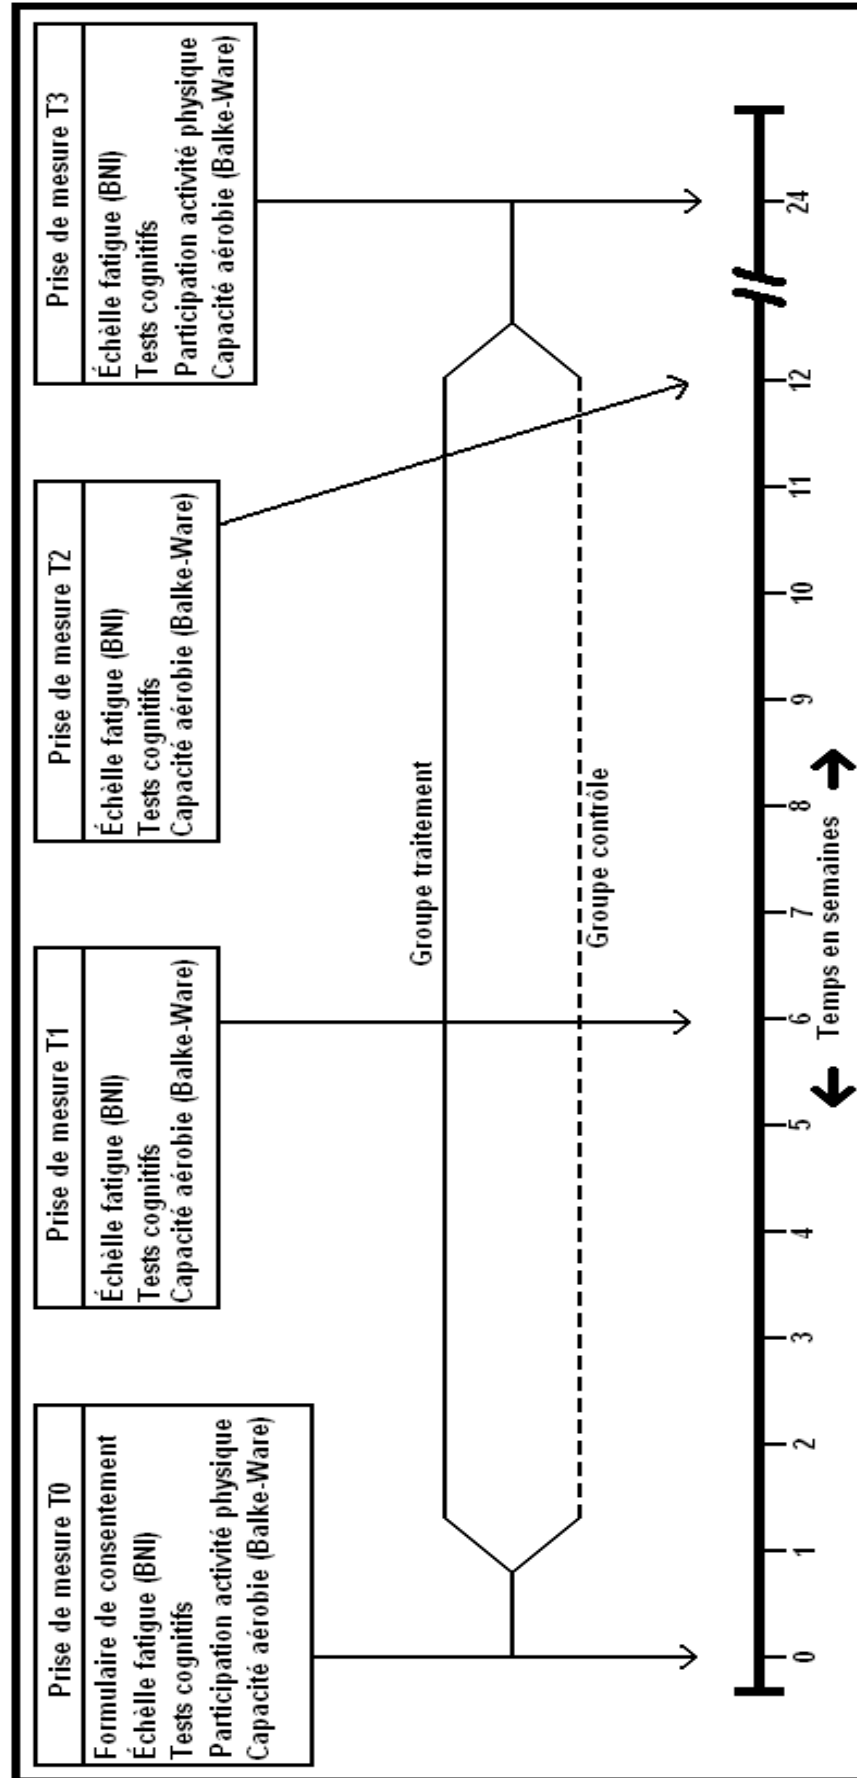 Prise de mesure T0
Formulaire de consentement
Échèlle fatigue (BNI)
Tests cognitifs
Participation activité physique
Capacité aérobie (Balke-Ware)
Prise de mesure T1
Échèlle fatigue (BNI)
Tests cognitifs
Capacité aérobie (Balke-Ware)
Prise de mesure T2
Échèlle fatigue (BNI)
Tests cognitifs
Capacité aérobie (Balke-Ware)
Prise de mesure T3
Échèlle fatigue (BNI)
Tests cognitifs
Participation activité physique
Capacité aérobie (Balke-Ware)
Groupe traitement
Groupe contrôle
0 1 2 3 4 5 6 7 8 9 10 11 12 24
Temps en semaines